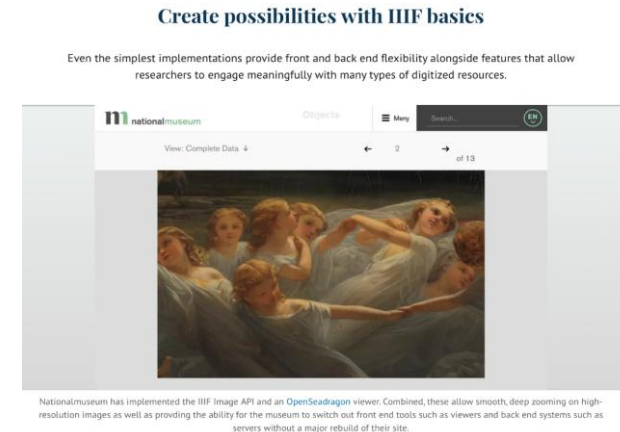 Create possibilities with IIIF basics
Even the simplest implementations provide front and back end flexibility alongside features that allow
researchers to engage meaningfully with many types of digitized resources.
m nationalmuseum
Objects
Meny
Search...
EN
View: Complete Data ↓
← 2 →
of 13
Nationalmuseum has implemented the IIIF Image API and an OpenSeadragon viewer. Combined, these allow smooth, deep zooming on high-
resolution images as well as provding the ability for the museum to switch out front end tools such as viewers and back end systems such as
servers without a major rebuild of their site.